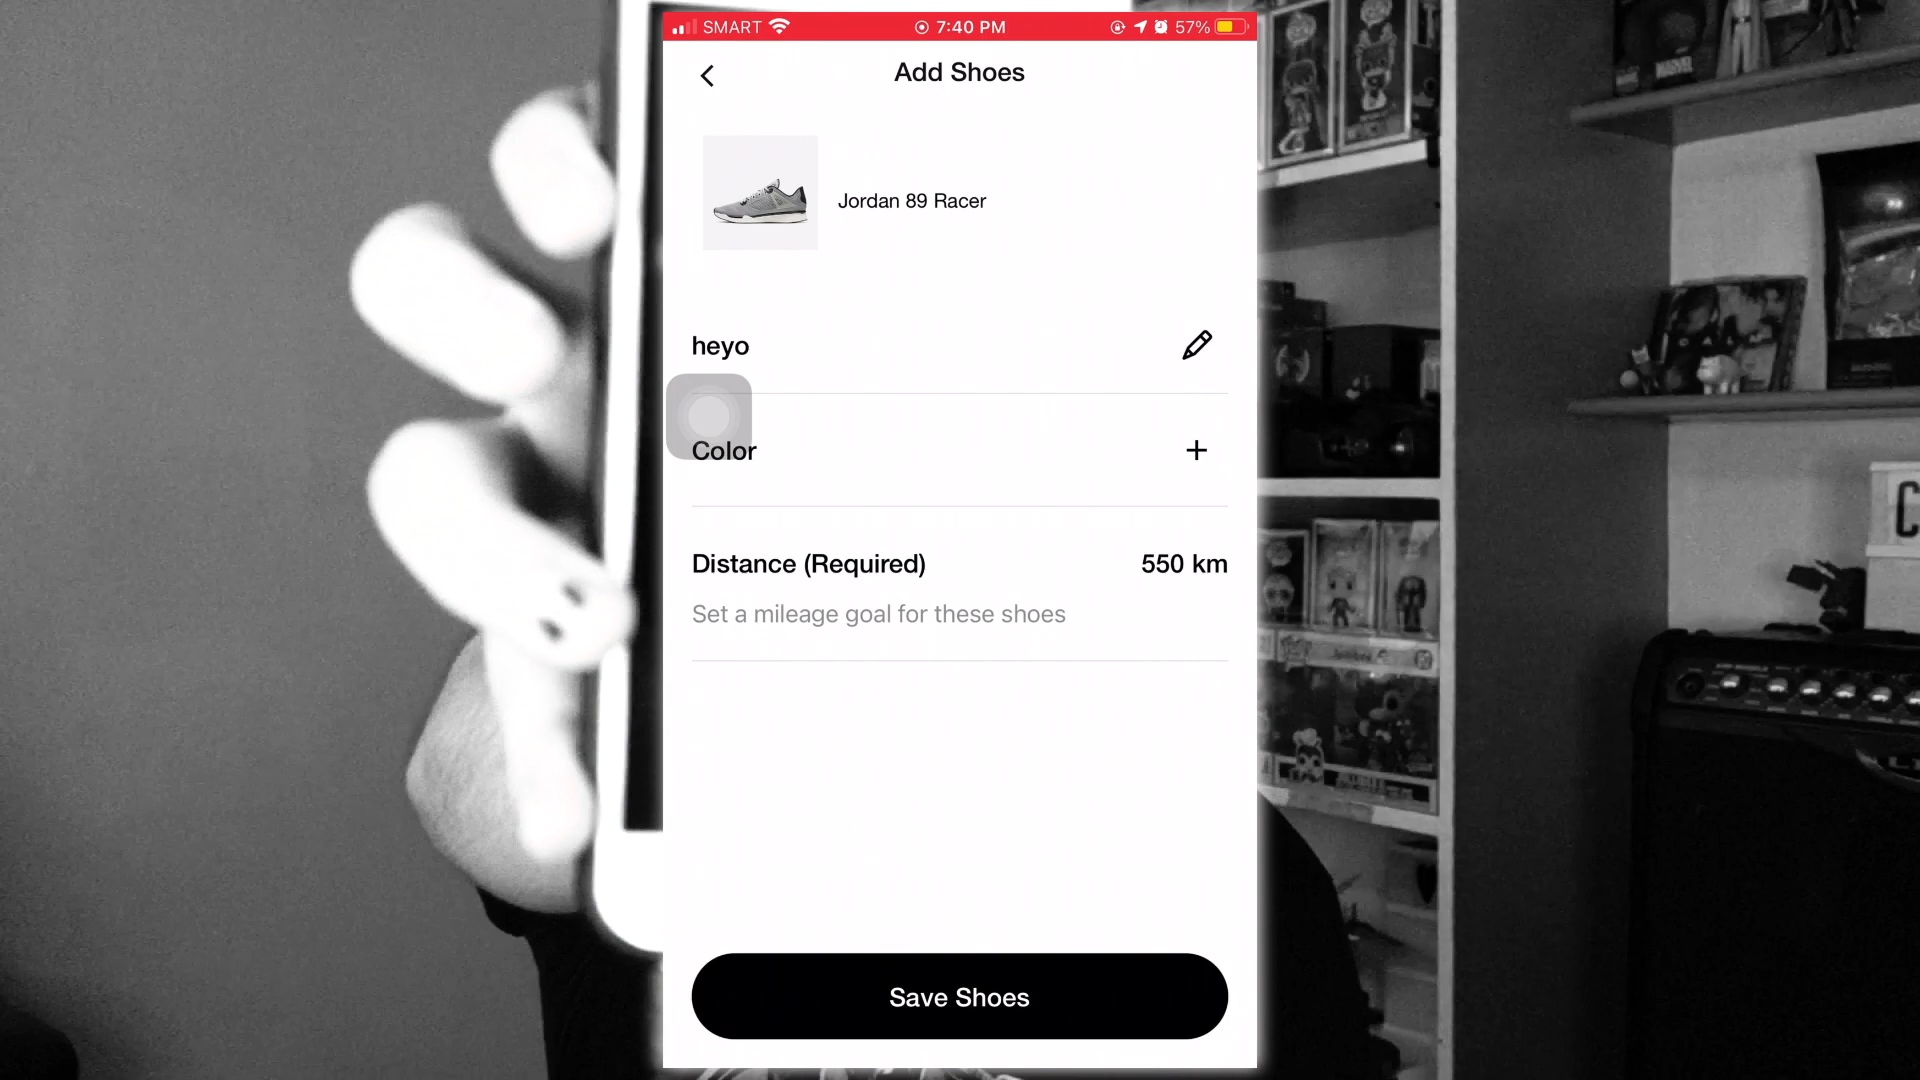 SMART 7:40 PM 57%
Add Shoes
Jordan 89 Racer
heyo
Color
Distance (Required) 550 km
Set a mileage goal for these shoes
Save Shoes
MARVEL
C